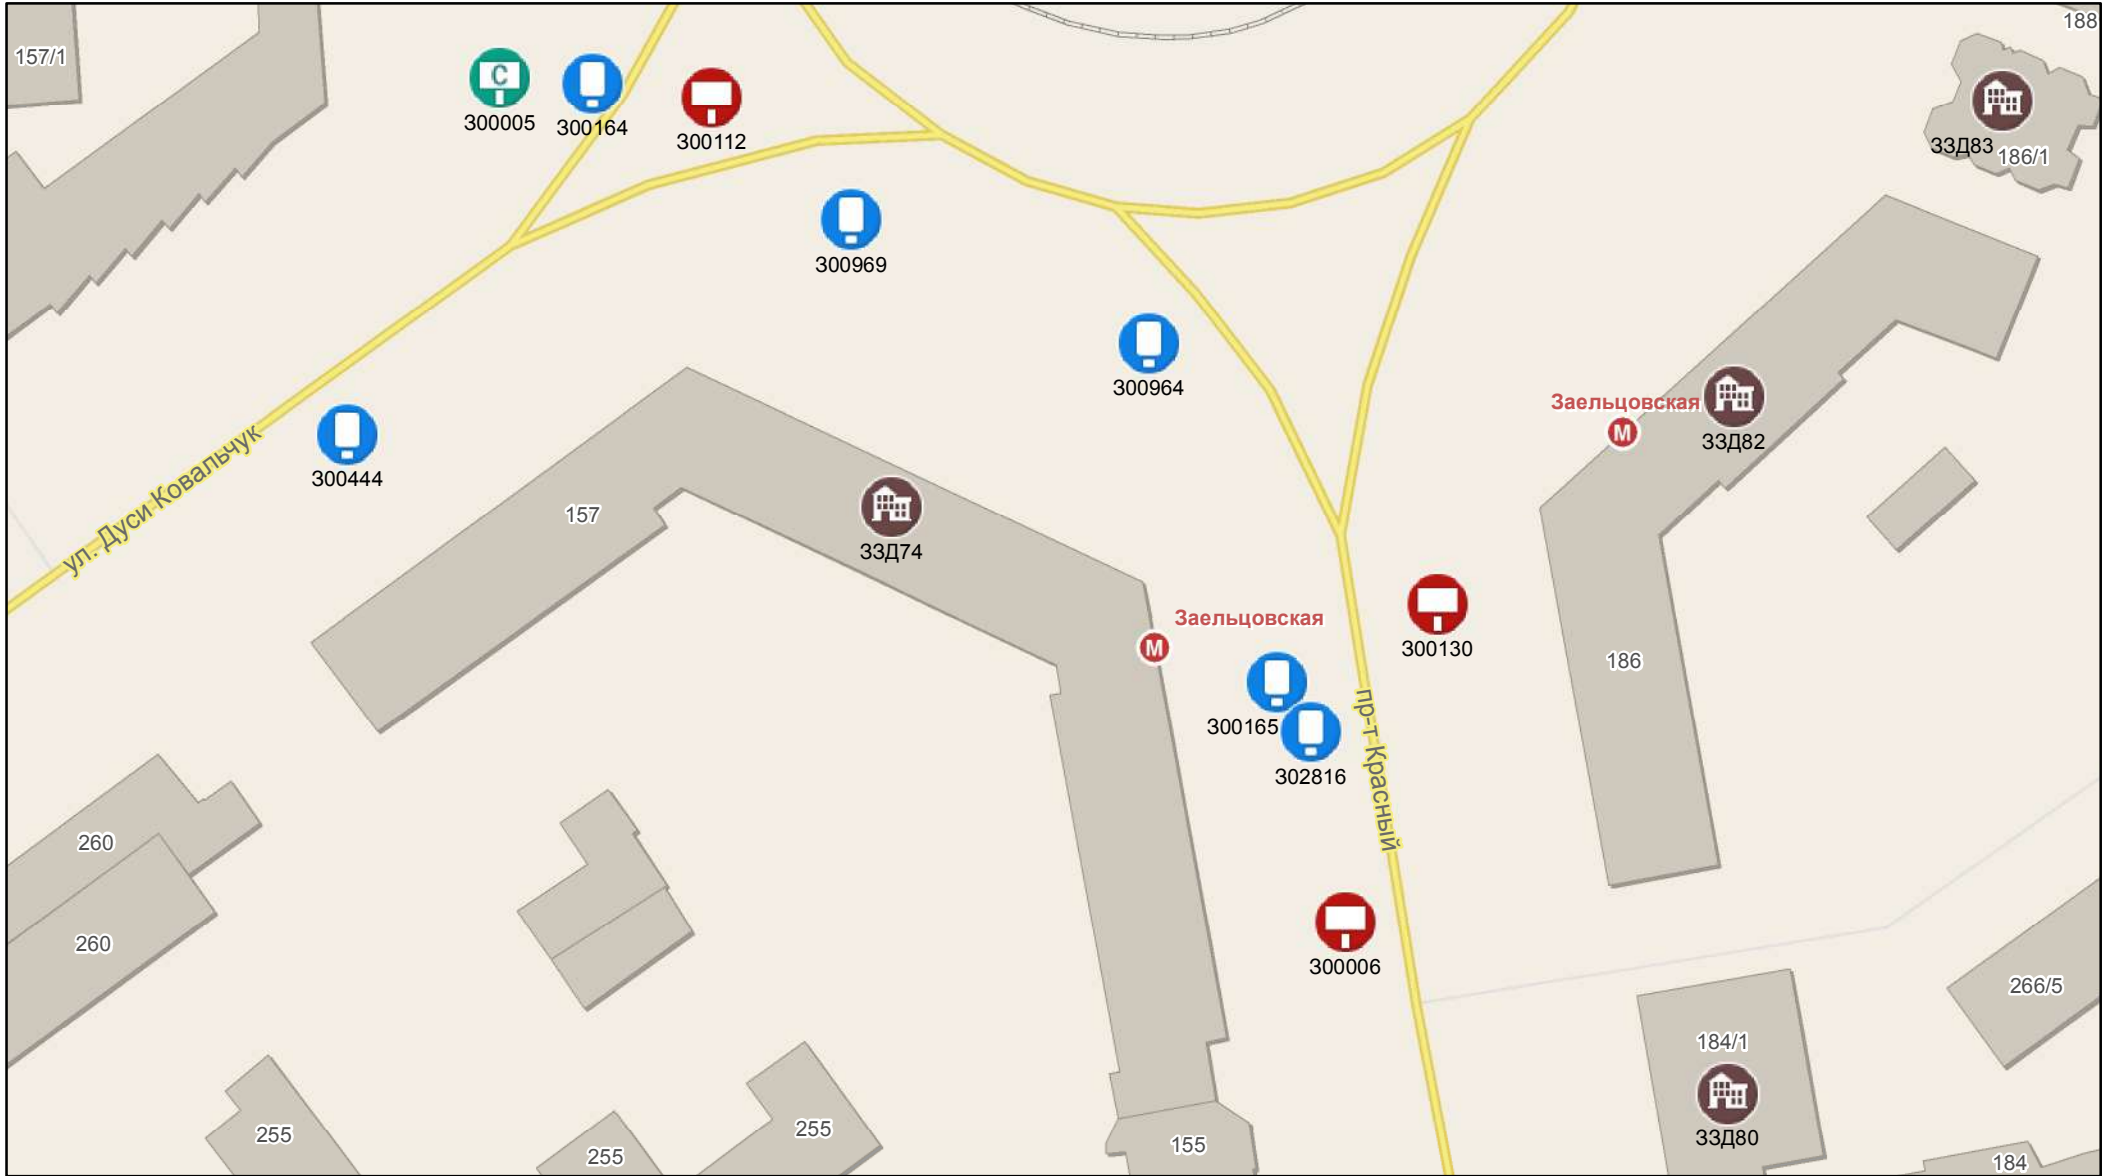 188
157/1
С
300005
300164
300112
ЗЗД83
186/1
300969
300964
Заельцовская
М
ЗЗД82
300444
ул. Дуси Ковальчук
157
ЗЗД74
Заельцовская
М
300130
186
300165
302816
пр-т Красный
260
260
300006
266/5
184/1
ЗЗД80
255
255
255
155
184